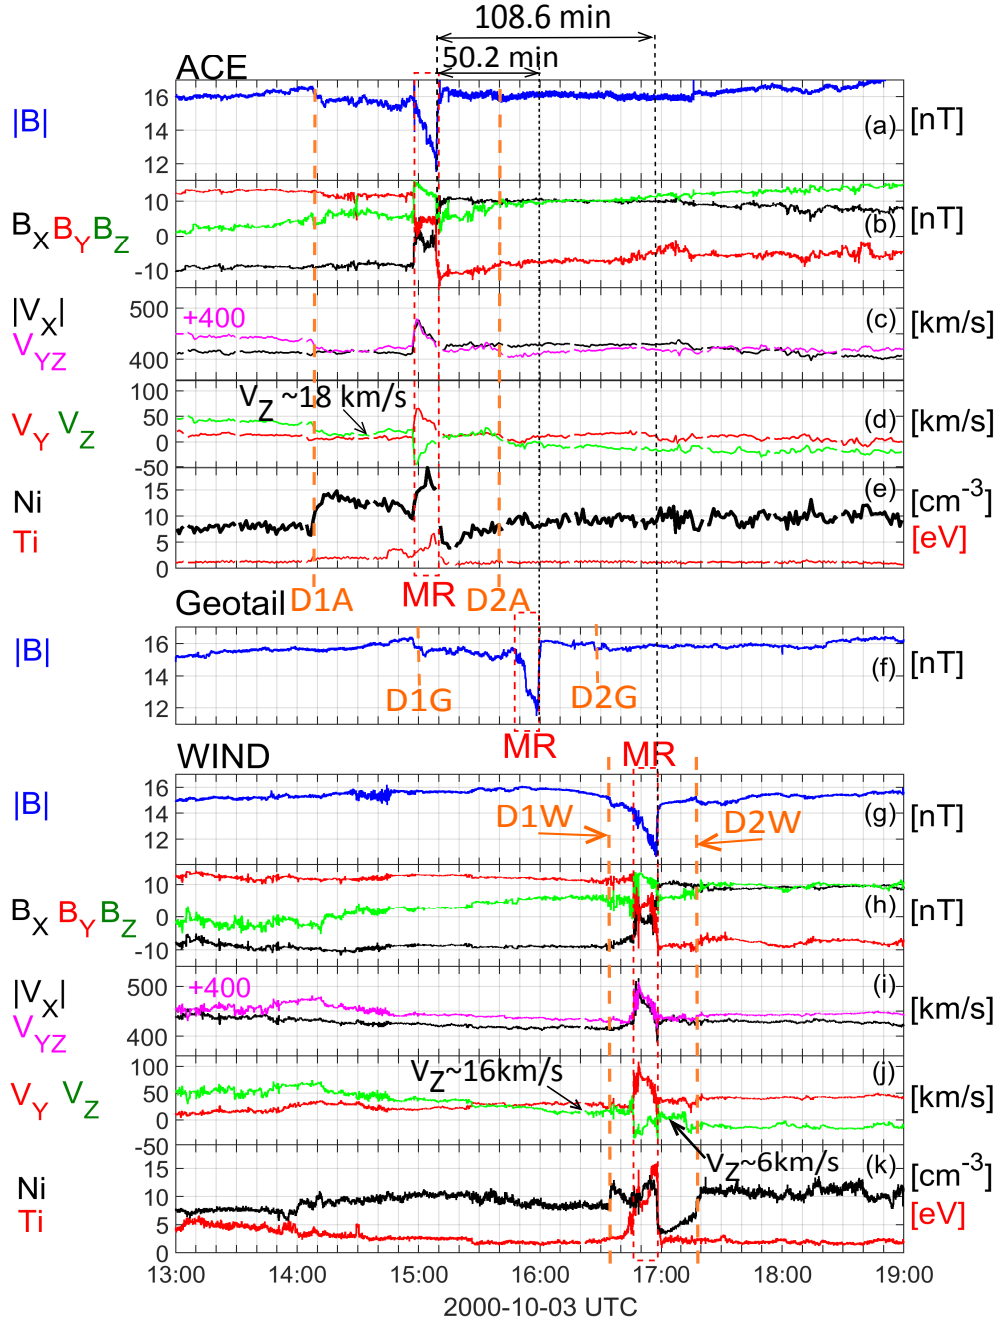 108.6 min
50.2 min
ACE
|B|
16
14
12
(a)
[nT]
B_X B_Y B_Z
10
0
-10
(b)
[nT]
|V_X|
V_YZ
500
400
+400
(c)
[km/s]
V_Y V_Z
100
50
0
-50
V_Z ~18 km/s
(d)
[km/s]
Ni
Ti
15
10
5
0
(e)
[cm^-3]
[eV]
D1A
MR
D2A
Geotail
|B|
16
14
12
(f)
[nT]
D1G
D2G
MR
MR
WIND
|B|
16
14
12
D1W
D2W
(g)
[nT]
B_X B_Y B_Z
10
0
-10
(h)
[nT]
|V_X|
V_YZ
500
400
+400
(i)
[km/s]
V_Y V_Z
100
50
0
-50
V_Z~16km/s
(j)
[km/s]
V_Z~6km/s
Ni
Ti
15
10
5
0
(k)
[cm^-3]
[eV]
13:00 14:00 15:00 16:00 17:00 18:00 19:00
2000-10-03 UTC